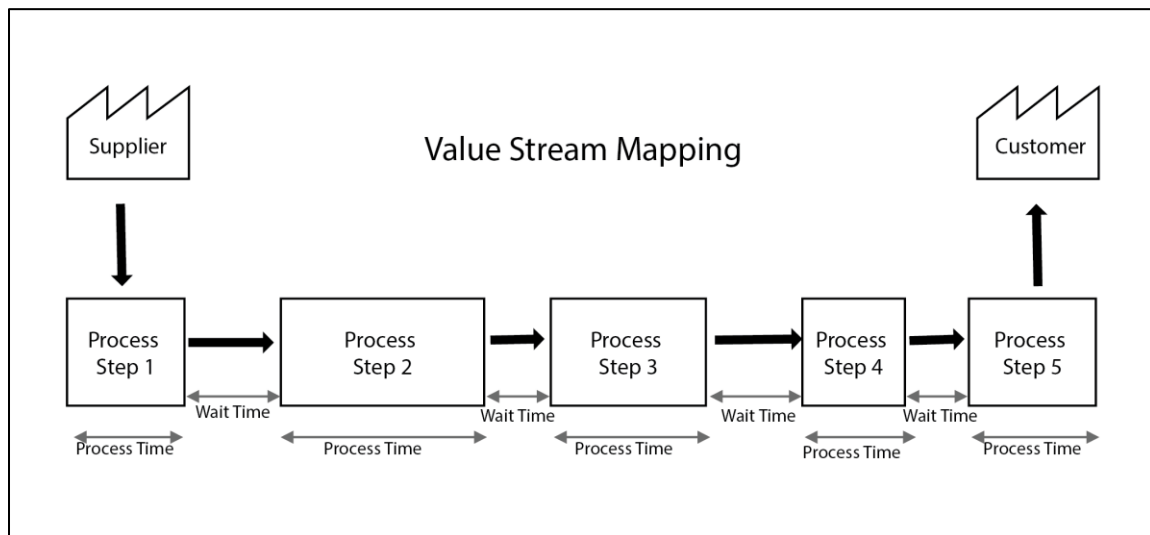 Supplier
Value Stream Mapping
Customer
Process
Step 1
Process
Step 2
Process
Step 3
Process
Step 4
Process
Step 5
Wait Time
Wait Time
Wait Time
Wait Time
Process Time
Process Time
Process Time
Process Time
Process Time